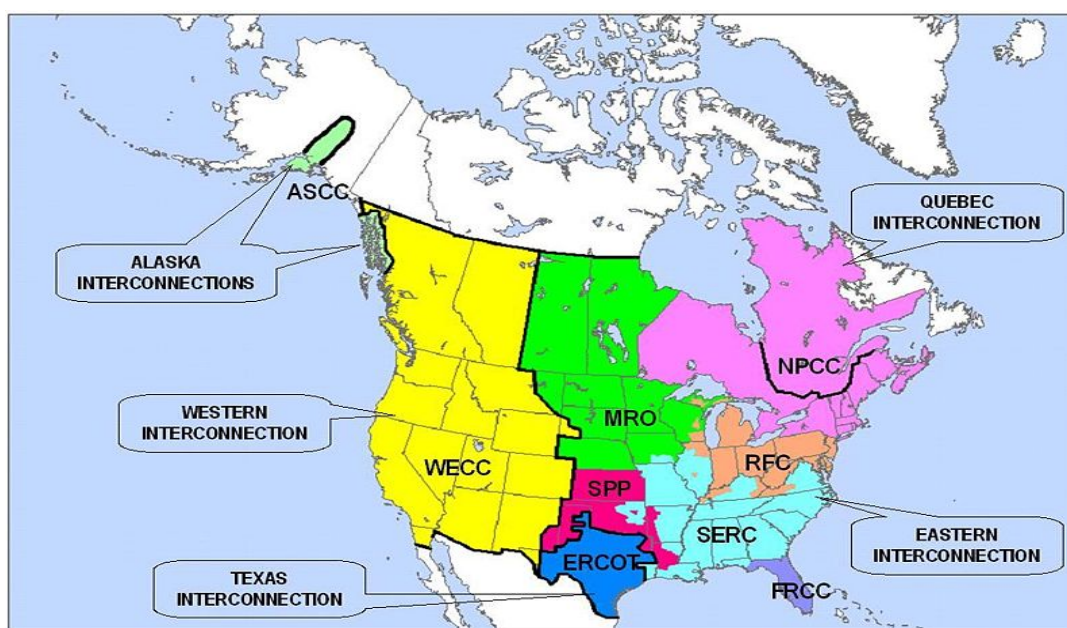 QUEBEC
INTERCONNECTION
ASCC
ALASKA
INTERCONNECTIONS
NPCC
WESTERN
INTERCONNECTION
MRO
WECC
RFC
SPP
SERC
EASTERN
INTERCONNECTION
ERCOT
TEXAS
INTERCONNECTION
FRCC